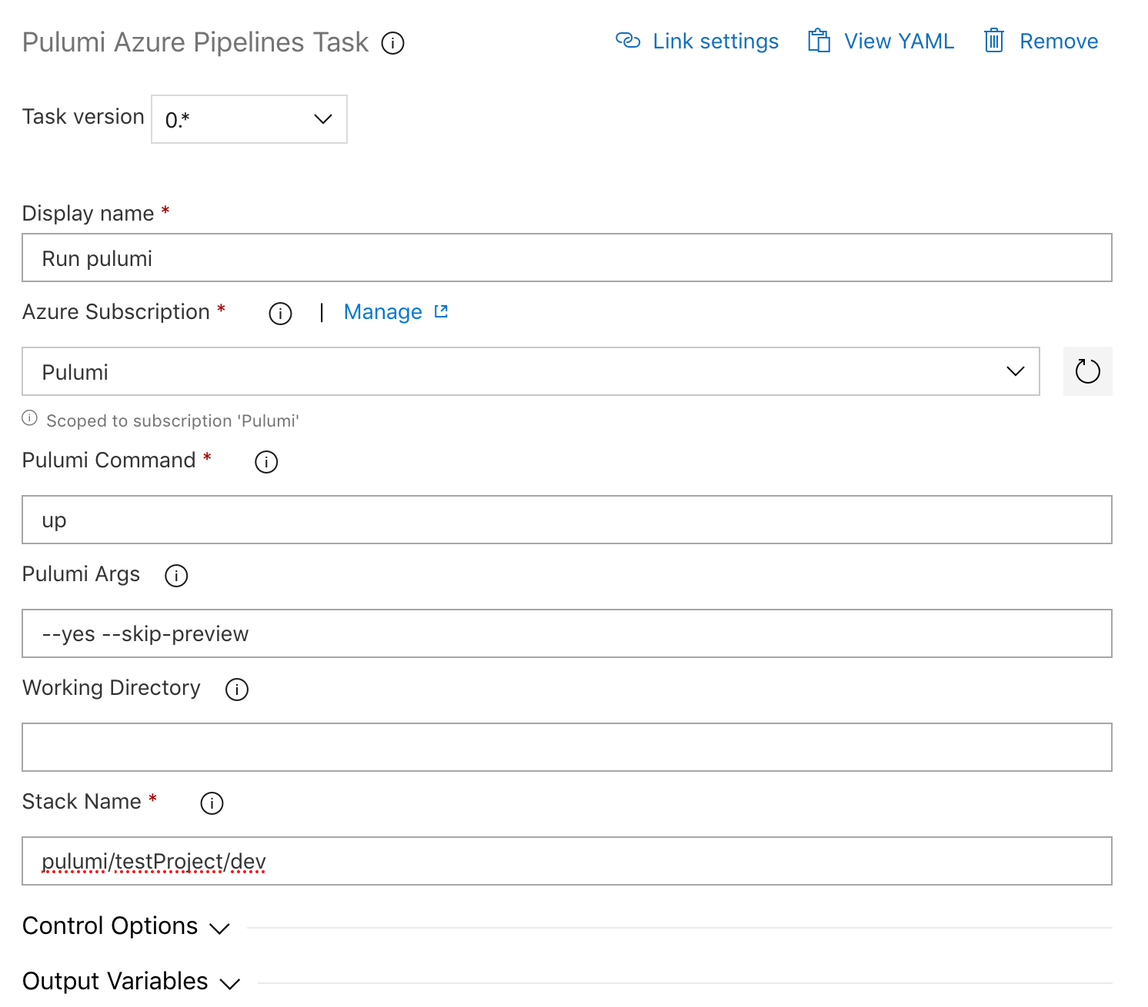 Pulumi Azure Pipelines Task Link settings View YAML Remove
Task version 0.*
Display name *
Run pulumi
Azure Subscription * | Manage
Pulumi
Scoped to subscription 'Pulumi'
Pulumi Command *
up
Pulumi Args
--yes --skip-preview
Working Directory
Stack Name *
pulumi/testProject/dev
Control Options
Output Variables